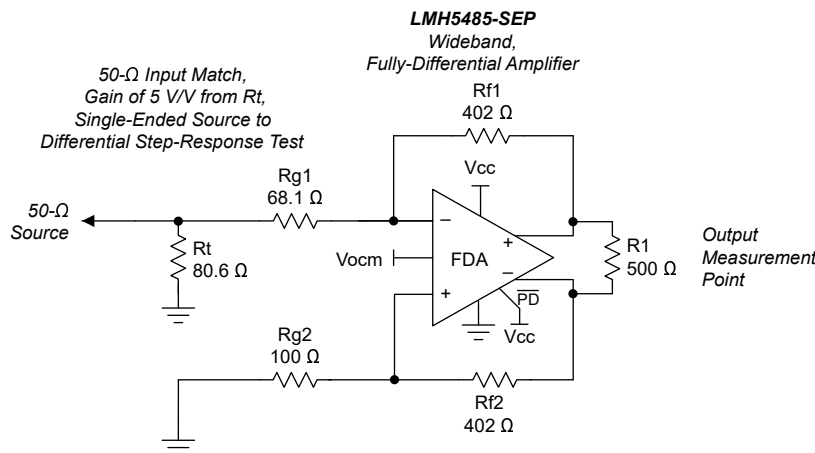 LMH5485-SEP
Wideband,
Fully-Differential Amplifier
50-Ω Input Match,
Gain of 5 V/V from Rt,
Single-Ended Source to
Differential Step-Response Test
Rf1
402 Ω
Vcc
Rg1
68.1 Ω
50-Ω
Source
Rt
80.6 Ω
Vocm
−
+
FDA
+
−
PD
Vcc
R1
500 Ω
Output
Measurement
Point
Rg2
100 Ω
Rf2
402 Ω